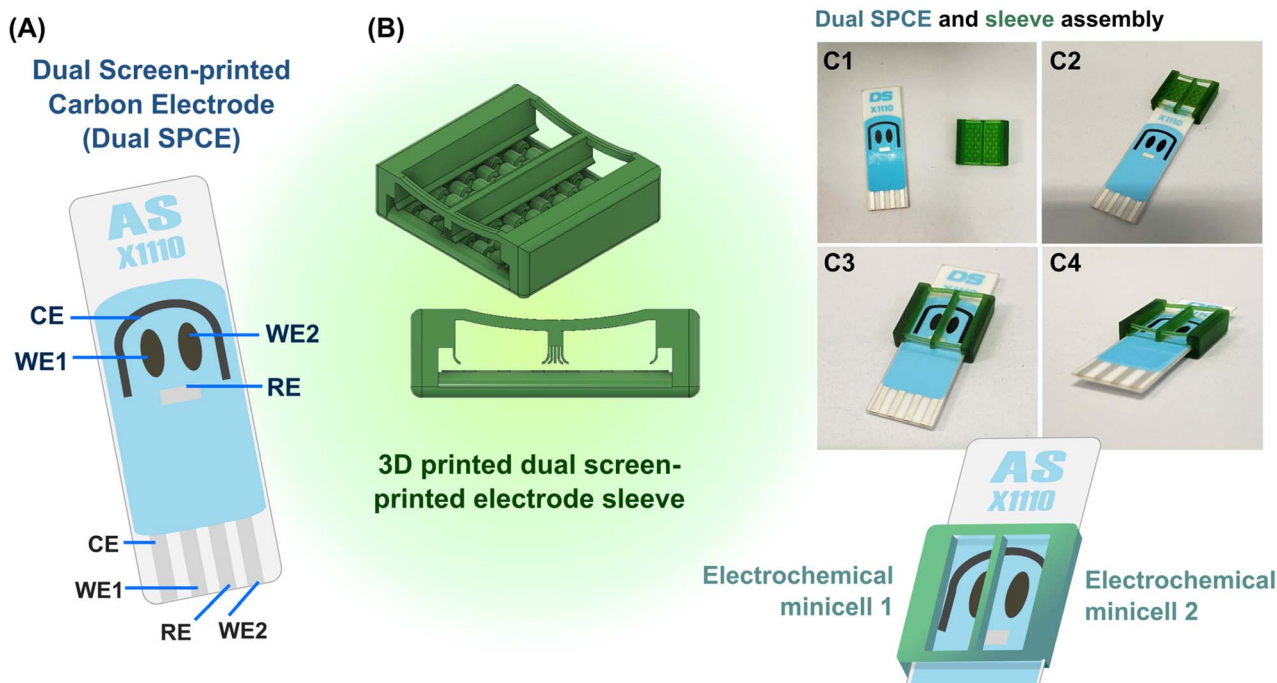 (A)
Dual Screen-printed
Carbon Electrode
(Dual SPCE)
AS
X1110
CE
WE1
WE2
RE
CE
WE1
RE
WE2
(B)
3D printed dual screen-
printed electrode sleeve
Dual SPCE and sleeve assembly
C1
DS
X1110
C2
X1110
C3
DS
C4
AS
X1110
Electrochemical
minicell 1
Electrochemical
minicell 2